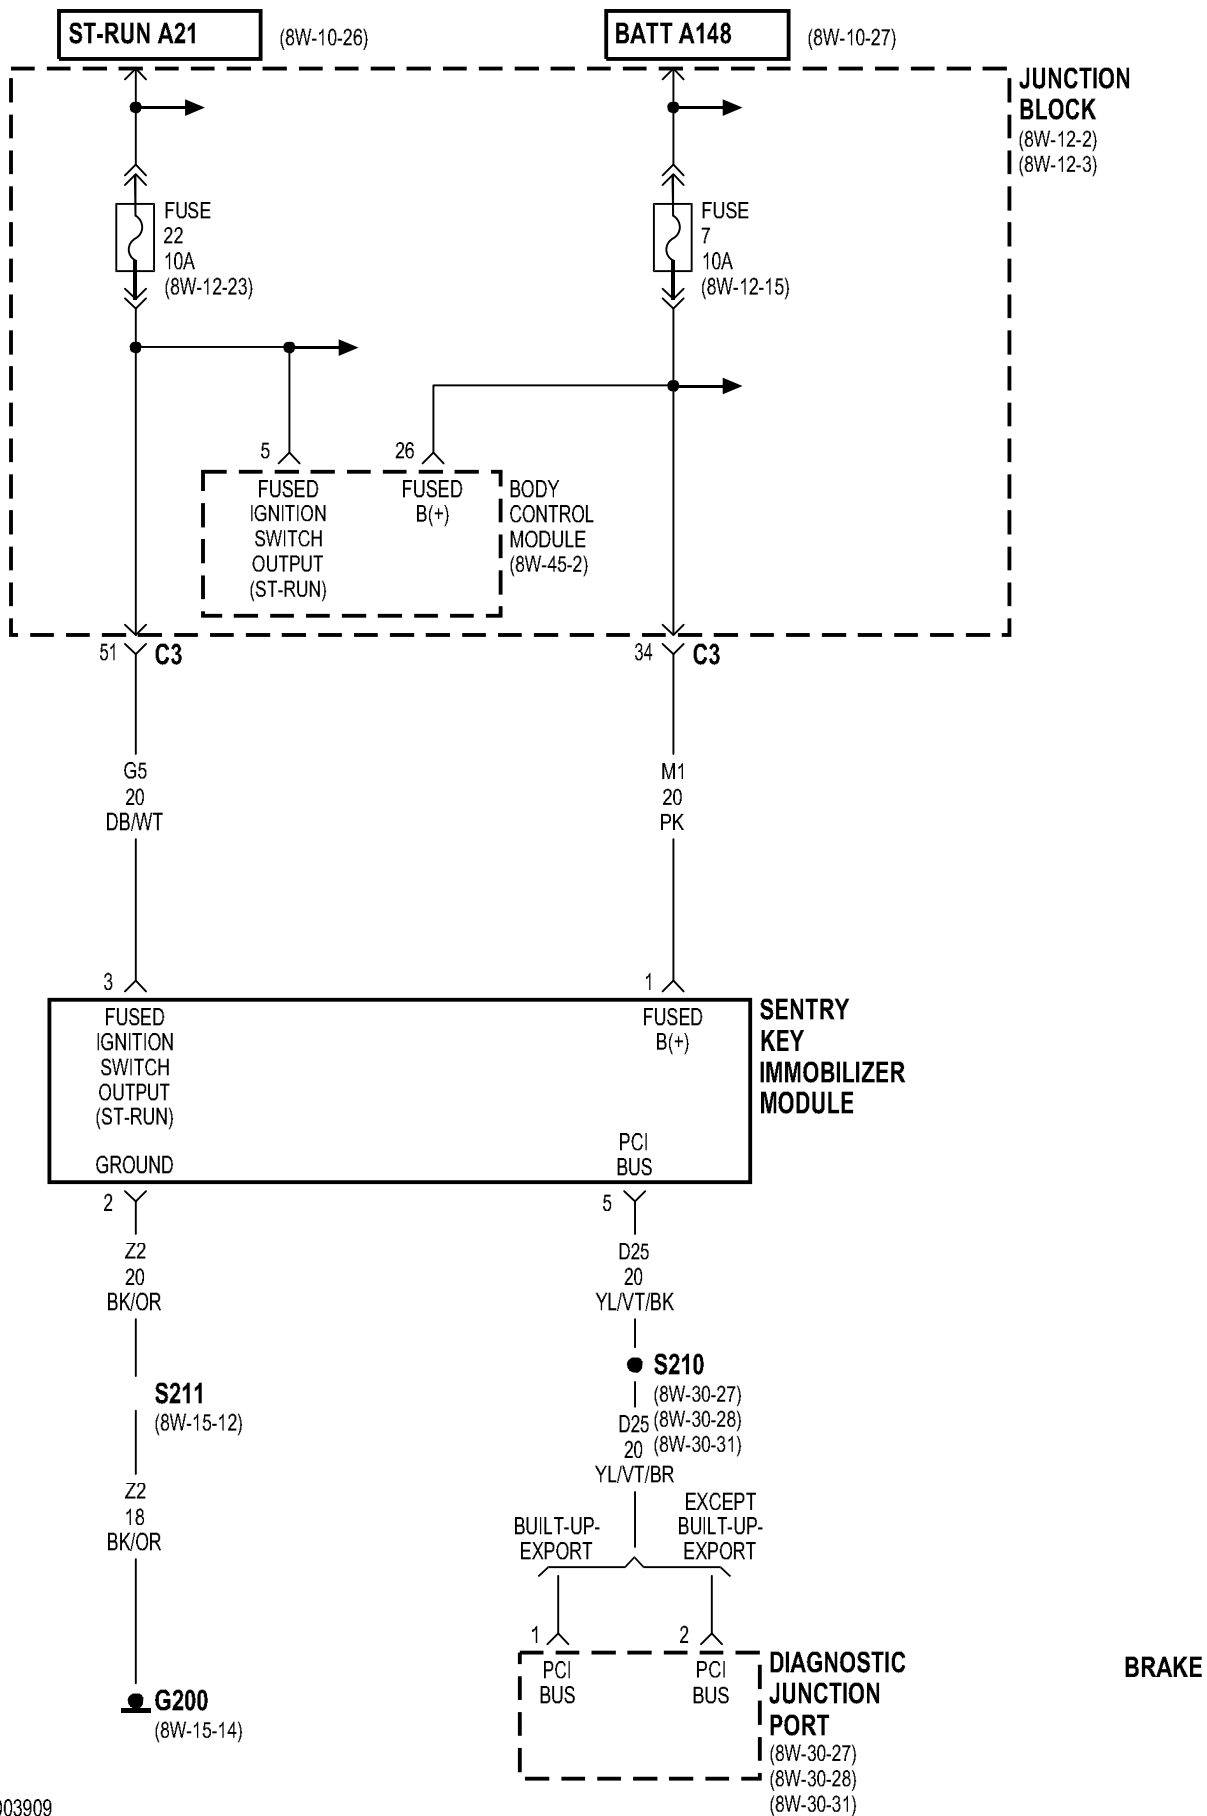 ST-RUN A21
(8W-10-26)
BATT A148
(8W-10-27)
JUNCTION
BLOCK
(8W-12-2)
(8W-12-3)
FUSE
22
10A
(8W-12-23)
FUSE
7
10A
(8W-12-15)
5
26
FUSED
IGNITION
SWITCH
OUTPUT
(ST-RUN)
FUSED
B(+)
BODY
CONTROL
MODULE
(8W-45-2)
51
C3
34
C3
G5
20
DB/WT
M1
20
PK
3
1
FUSED
IGNITION
SWITCH
OUTPUT
(ST-RUN)
FUSED
B(+)
SENTRY
KEY
IMMOBILIZER
MODULE
GROUND
PCI
BUS
2
5
Z2
20
BK/OR
D25
20
YL/VT/BK
S211
(8W-15-12)
S210
(8W-30-27)
(8W-30-28)
(8W-30-31)
D25
20
YL/VT/BR
Z2
18
BK/OR
BUILT-UP-
EXPORT
EXCEPT
BUILT-UP-
EXPORT
1
2
PCI
BUS
PCI
BUS
DIAGNOSTIC
JUNCTION
PORT
(8W-30-27)
(8W-30-28)
(8W-30-31)
BRAKE
G200
(8W-15-14)
003909